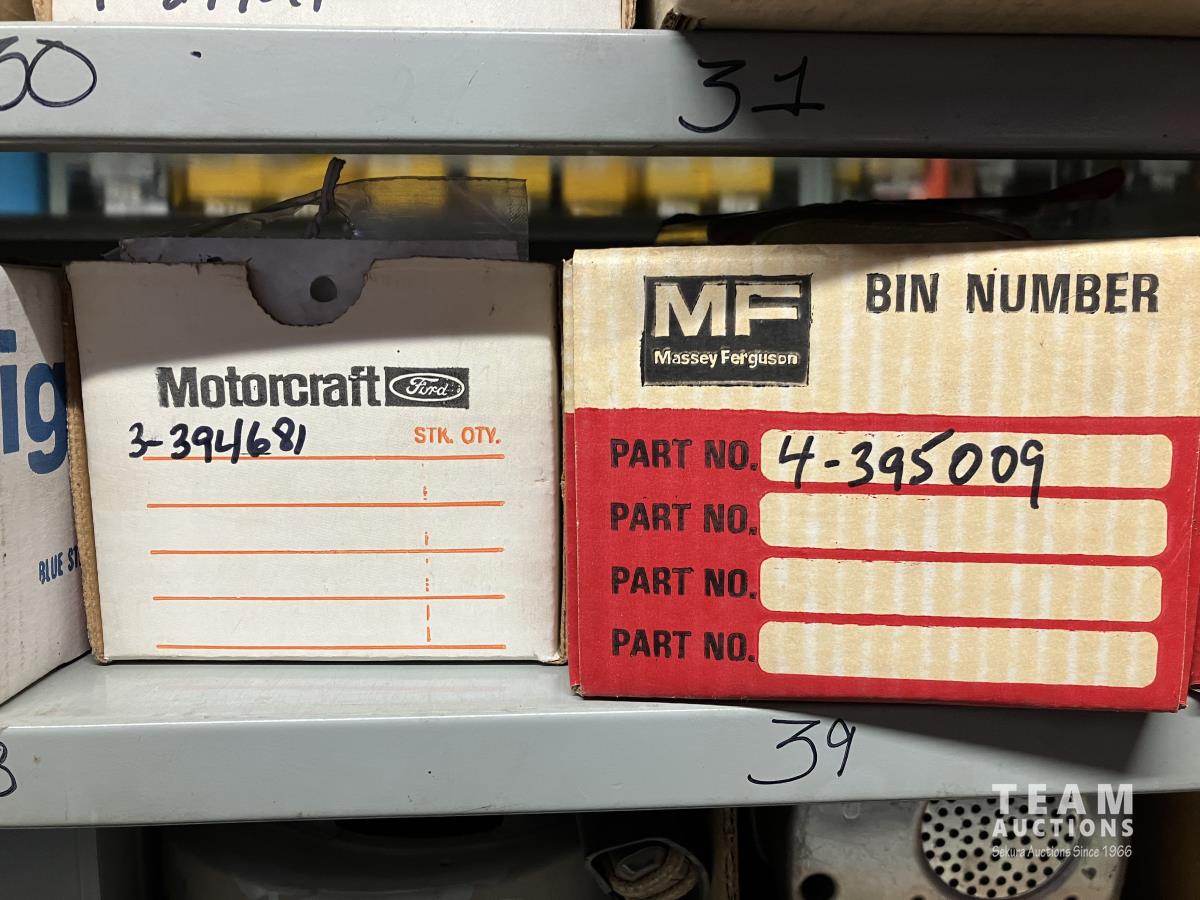 30
31
Motorcraft Ford
3-394681
STK. QTY.
MF
Massey Ferguson
BIN NUMBER
PART NO. 4-395009
PART NO.
PART NO.
PART NO.
ig
BLUE
39
TEAM
AUCTIONS
Sekura Auctions Since 1966